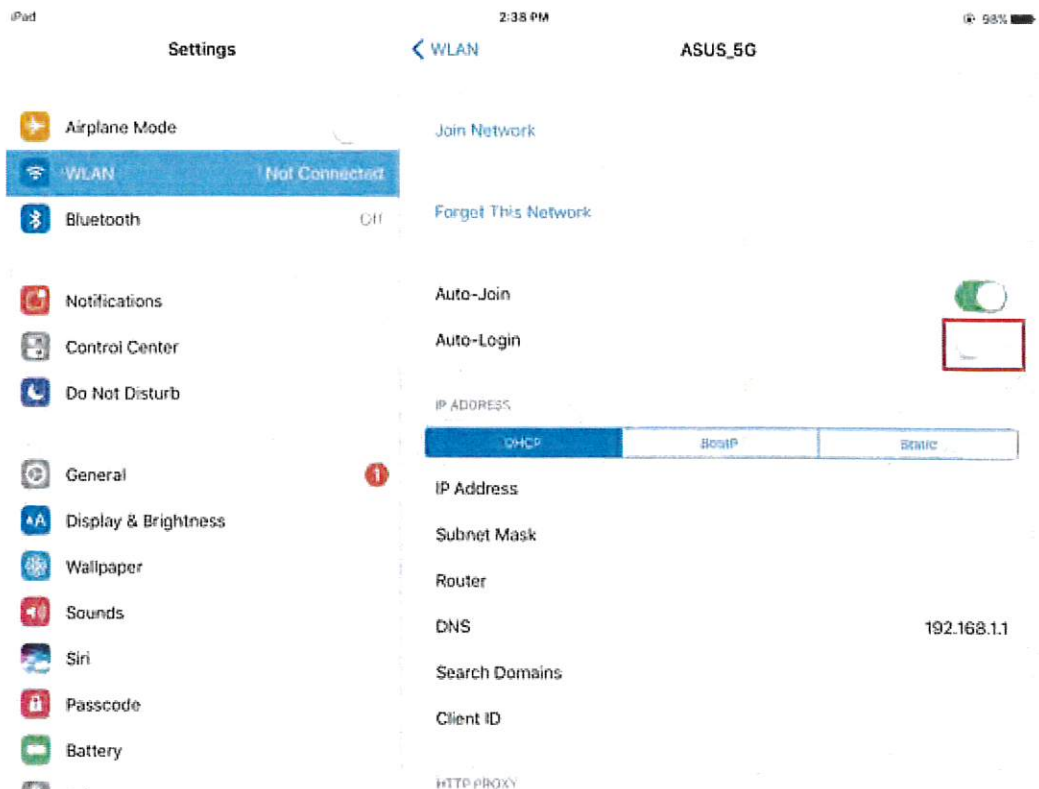 iPad
2:38 PM
98%
Settings
WLAN
ASUS_5G
Airplane Mode
Join Network
WLAN
Not Connected
Bluetooth
Off
Forget This Network
Notifications
Auto-Join
Control Center
Auto-Login
Do Not Disturb
IP ADDRESS
DHCP
BootP
Static
General
1
IP Address
Display & Brightness
Subnet Mask
Wallpaper
Router
Sounds
DNS
192.168.1.1
Siri
Search Domains
Passcode
Client ID
Battery
HTTP PROXY